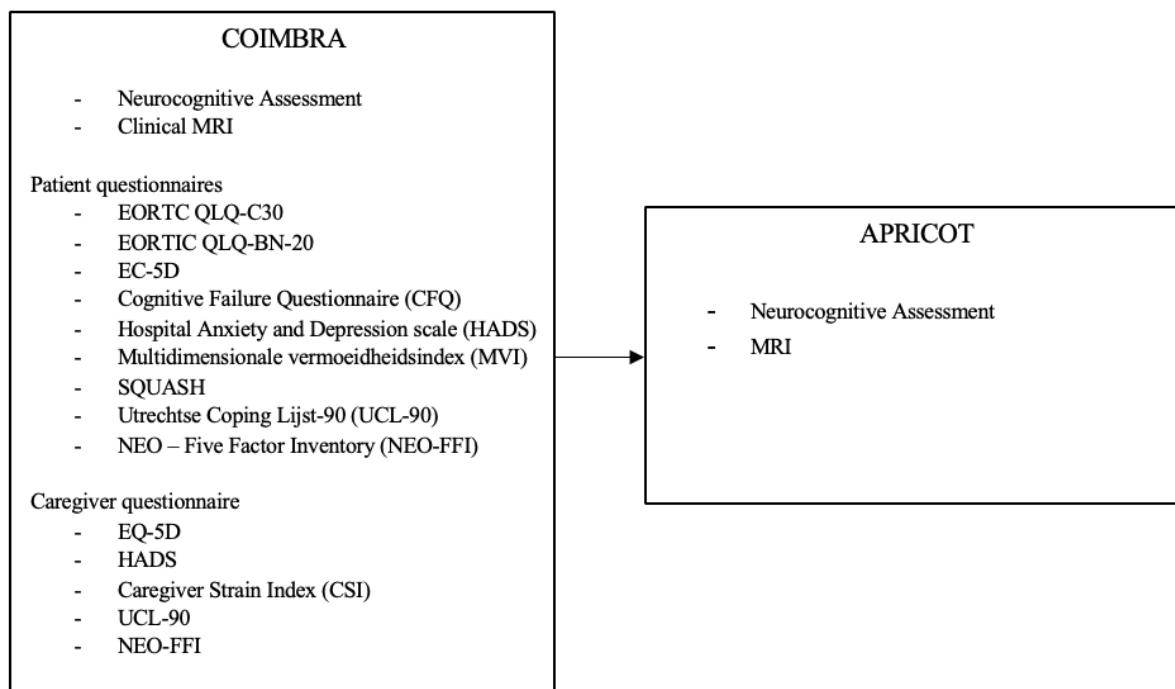 COIMBRA
- Neurocognitive Assessment
- Clinical MRI
Patient questionnaires
- EORTC QLQ-C30
- EORTIC QLQ-BN-20
- EC-5D
- Cognitive Failure Questionnaire (CFQ)
- Hospital Anxiety and Depression scale (HADS)
- Multidimensionale vermoeidheidsindex (MVI)
- SQUASH
- Utrechtse Coping Lijst-90 (UCL-90)
- NEO – Five Factor Inventory (NEO-FFI)
Caregiver questionnaire
- EQ-5D
- HADS
- Caregiver Strain Index (CSI)
- UCL-90
- NEO-FFI
APRICOT
- Neurocognitive Assessment
- MRI